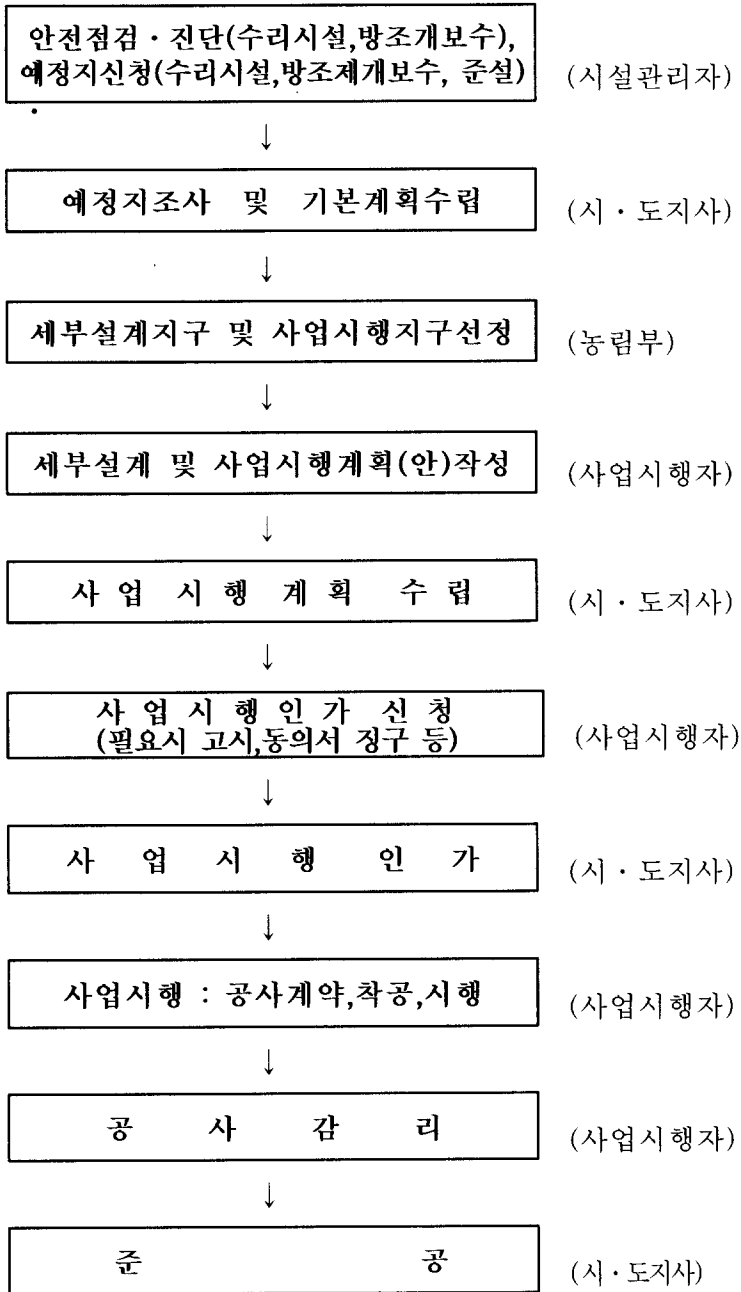 안전점검·진단(수리시설,방조개보수),
예정지신청(수리시설,방조제개보수, 준설) (시설관리자)
↓
예정지조사 및 기본계획수립 (시·도지사)
↓
세부설계지구 및 사업시행지구선정 (농림부)
↓
세부설계 및 사업시행계획(안)작성 (사업시행자)
↓
사 업 시 행 계 획 수 립 (시·도지사)
↓
사 업 시 행 인 가 신 청
(필요시 고시,동의서 징구 등) (사업시행자)
↓
사 업 시 행 인 가 (시·도지사)
↓
사업시행 : 공사계약,착공,시행 (사업시행자)
↓
공 사 감 리 (사업시행자)
↓
준 공 (시·도지사)